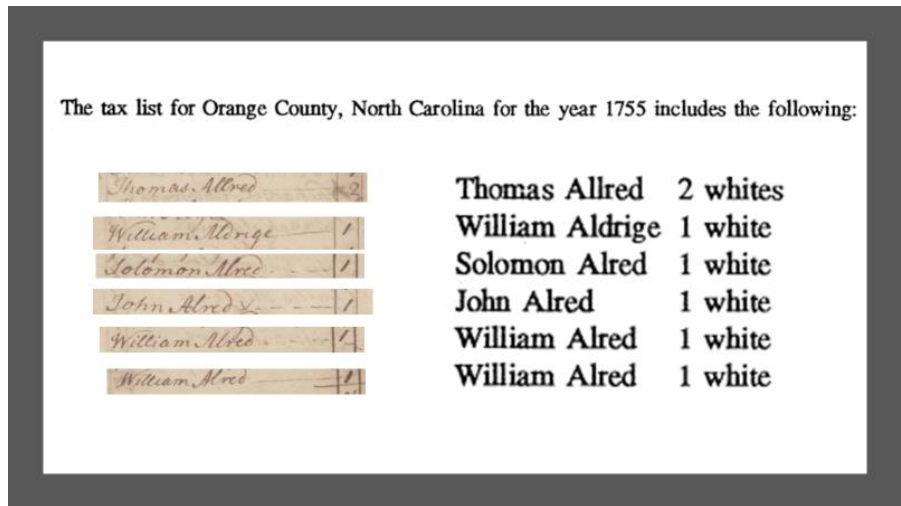 The tax list for Orange County, North Carolina for the year 1755 includes the following:
Thomas Allred 2 Thomas Allred 2 whites
William Aldrige 1 William Aldrige 1 white
Solomon Alred 1 Solomon Alred 1 white
John Alred 1 John Alred 1 white
William Alred 1 William Alred 1 white
William Alred 1 William Alred 1 white